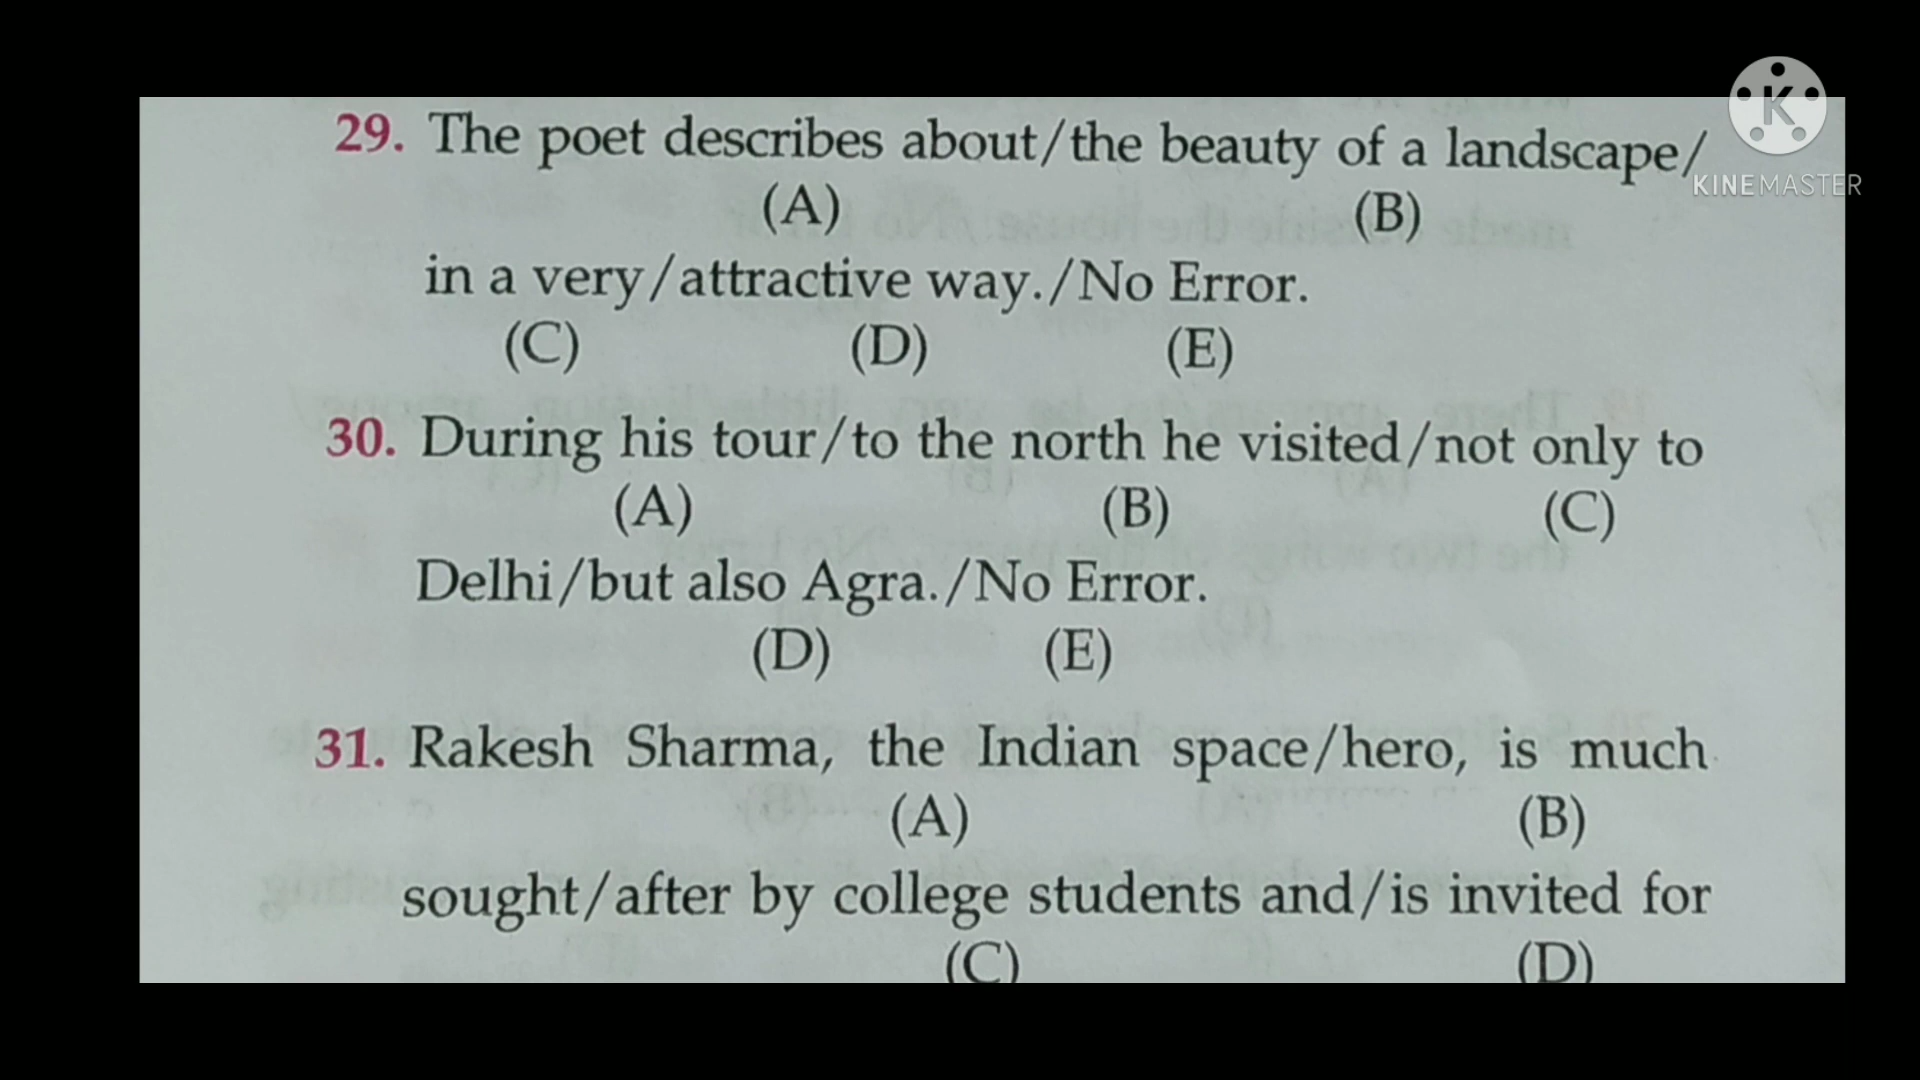 29. The poet describes about/the beauty of a landscape/
(A) (B)
in a very/attractive way./No Error.
(C) (D) (E)
30. During his tour/to the north he visited/not only to
(A) (B) (C)
Delhi/but also Agra./No Error.
(D) (E)
31. Rakesh Sharma, the Indian space/hero, is much
(A) (B)
sought/after by college students and/is invited for
(C) (D)
K
KINEMASTER